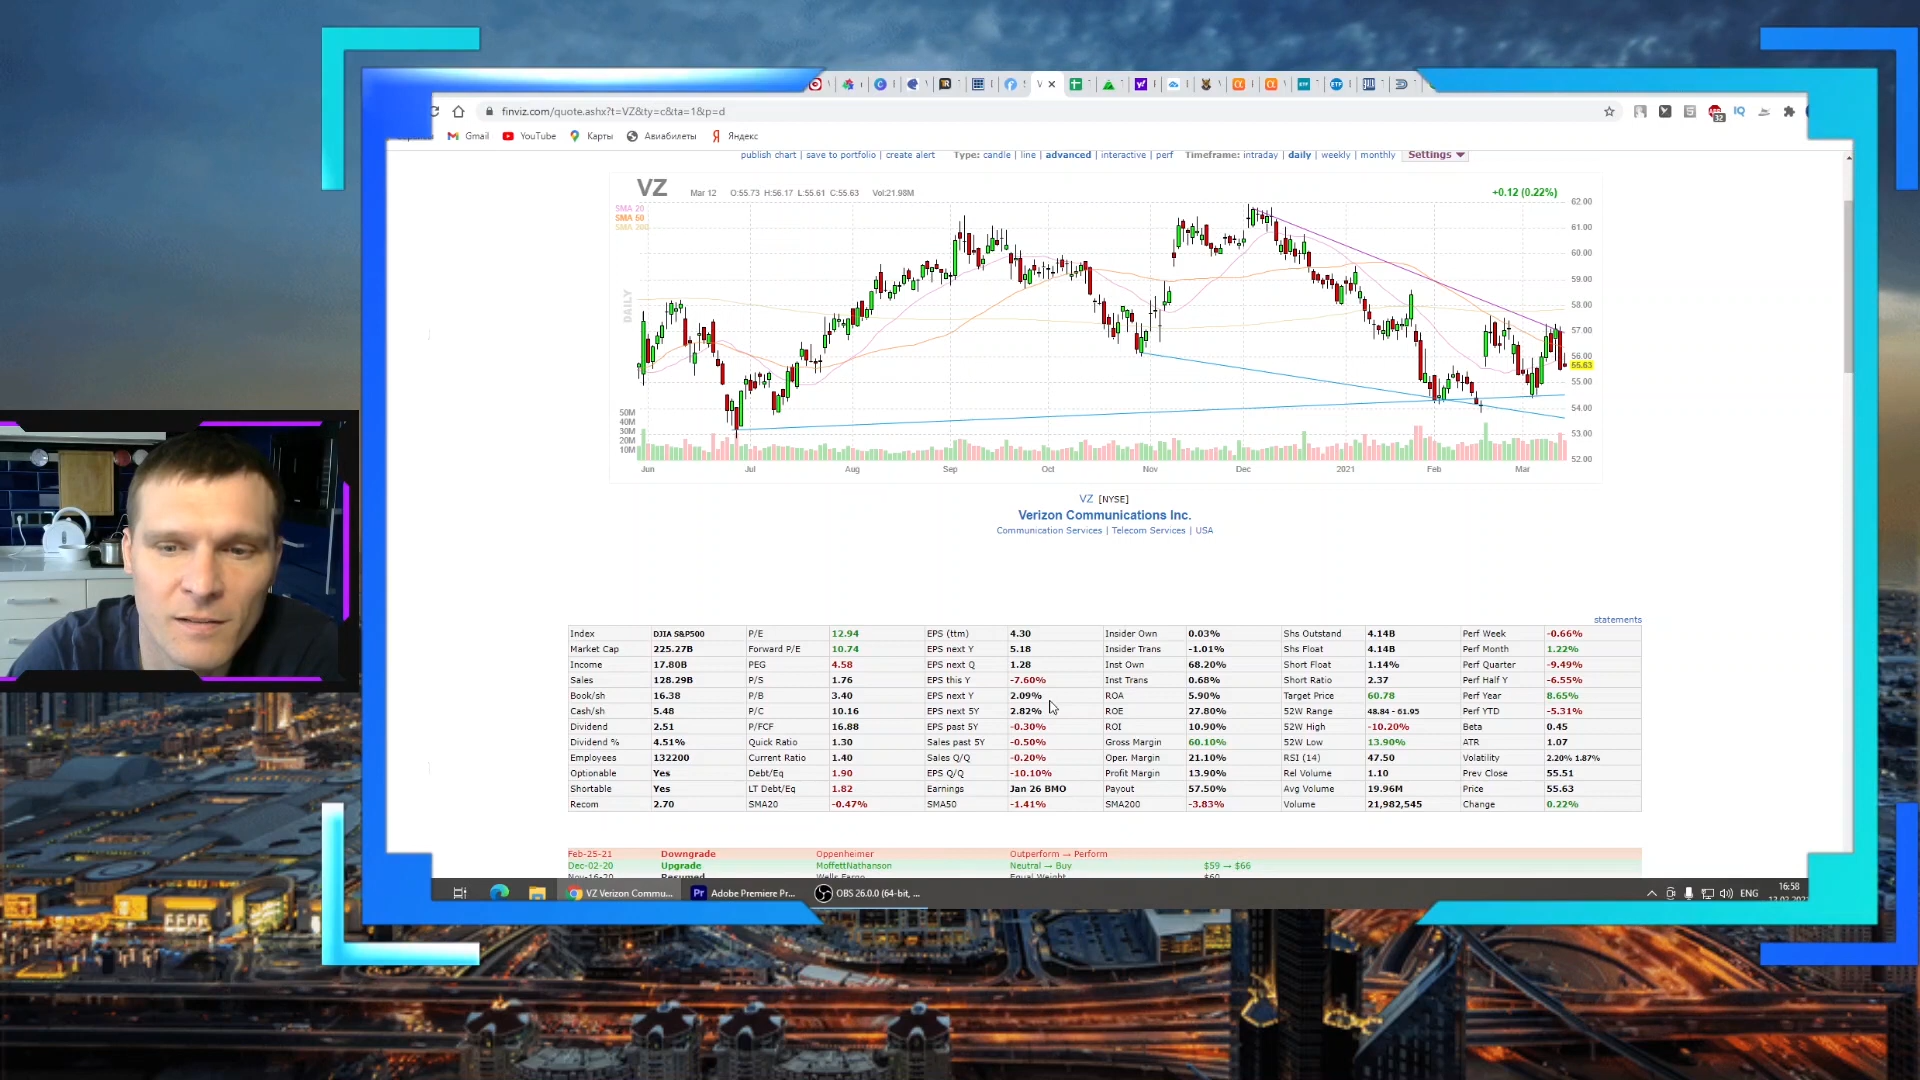 finviz.com/quote.ashx?t=VZ&ty=c&ta=1&p=d
Gmail YouTube Карты Авиабилеты Яндекс
publish chart | save to portfolio | create alert Type: candle | line | advanced | interactive | perf Timeframe: intraday | daily | weekly | monthly Settings
VZ Mar 12 O:55.73 H:56.17 L:55.61 C:55.63 Vol:21.98M +0.12 (0.22%)
SMA 20
SMA 50
SMA 200
DAILY
62.00
61.00
60.00
59.00
58.00
57.00
56.00
55.63
55.00
54.00
53.00
52.00
50M
40M
30M
20M
10M
Jun Jul Aug Sep Oct Nov Dec 2021 Feb Mar
VZ [NYSE]
Verizon Communications Inc.
Communication Services | Telecom Services | USA
statements
Index DJIA S&P500 P/E 12.94 EPS (ttm) 4.30 Insider Own 0.03% Shs Outstand 4.14B Perf Week -0.66%
Market Cap 225.27B Forward P/E 10.74 EPS next Y 5.18 Insider Trans -1.01% Shs Float 4.14B Perf Month 1.22%
Income 17.80B PEG 4.58 EPS next Q 1.28 Inst Own 68.20% Short Float 1.14% Perf Quarter -9.49%
Sales 128.29B P/S 1.76 EPS this Y -7.60% Inst Trans 0.68% Short Ratio 2.37 Perf Half Y -6.55%
Book/sh 16.38 P/B 3.40 EPS next Y 2.09% ROA 5.90% Target Price 60.78 Perf Year 8.65%
Cash/sh 5.48 P/C 10.16 EPS next 5Y 2.82% ROE 27.80% 52W Range 48.84 - 61.95 Perf YTD -5.31%
Dividend 2.51 P/FCF 16.88 EPS past 5Y -0.30% ROI 10.90% 52W High -10.20% Beta 0.45
Dividend % 4.51% Quick Ratio 1.30 Sales past 5Y -0.50% Gross Margin 60.10% 52W Low 13.90% ATR 1.07
Employees 132200 Current Ratio 1.40 Sales Q/Q -0.20% Oper. Margin 21.10% RSI (14) 47.50 Volatility 2.20% 1.87%
Optionable Yes Debt/Eq 1.90 EPS Q/Q -10.10% Profit Margin 13.90% Rel Volume 1.10 Prev Close 55.51
Shortable Yes LT Debt/Eq 1.82 Earnings Jan 26 BMO Payout 57.50% Avg Volume 19.96M Price 55.63
Recom 2.70 SMA20 -0.47% SMA50 -1.41% SMA200 -3.83% Volume 21,982,545 Change 0.22%
Feb-25-21 Downgrade Oppenheimer Outperform → Perform
Dec-02-20 Upgrade MoffettNathanson Neutral → Buy $59 → $66
Nov-16-20 Resumed Wells Fargo Equal Weight $60
VZ Verizon Commu... Adobe Premiere Pr... OBS 26.0.0 (64-bit, ... ENG 16:58